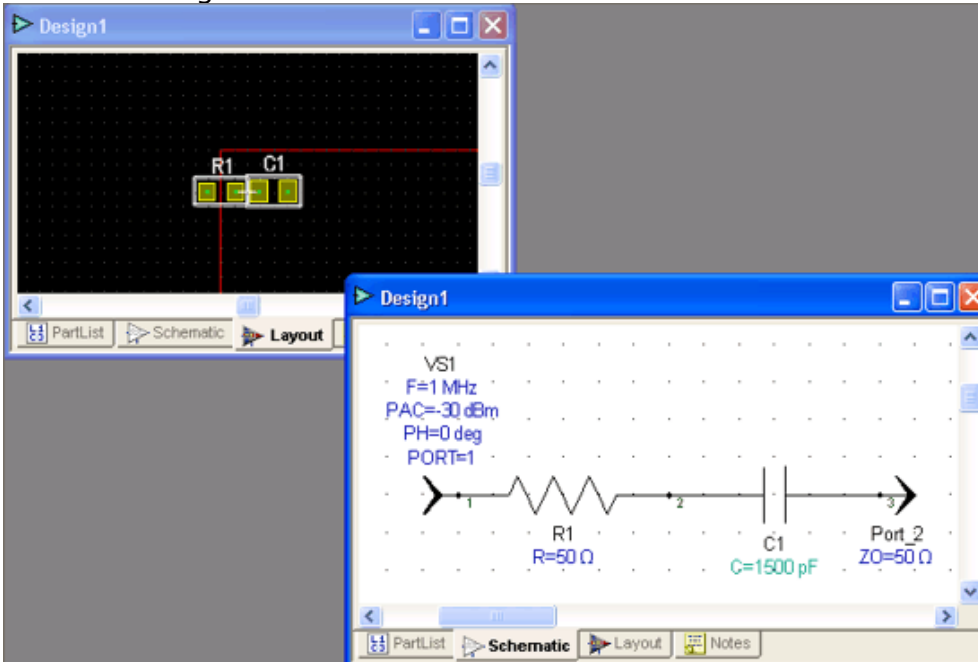 Design1
R1 C1
PartList Schematic Layout
Design1
VS1
F=1 MHz
PAC=-30 dBm
PH=0 deg
PORT=1
1 2 3
R1
R=50 Ω
C1
C=1500 pF
Port_2
ZO=50 Ω
PartList Schematic Layout Notes